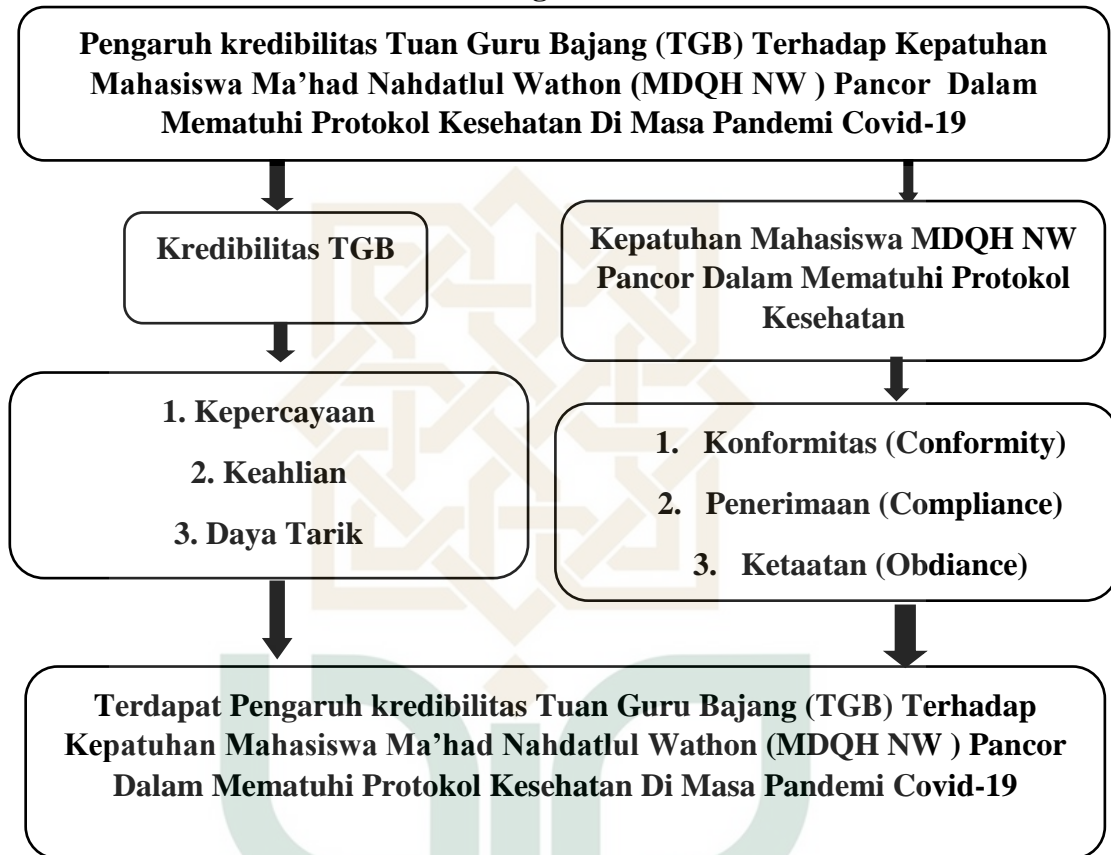 Pengaruh kredibilitas Tuan Guru Bajang (TGB) Terhadap Kepatuhan
Mahasiswa Ma’had Nahdatlul Wathon (MDQH NW ) Pancor Dalam
Mematuhi Protokol Kesehatan Di Masa Pandemi Covid-19
Kredibilitas TGB
Kepatuhan Mahasiswa MDQH NW
Pancor Dalam Mematuhi Protokol
Kesehatan
1. Kepercayaan
2. Keahlian
3. Daya Tarik
1. Konformitas (Conformity)
2. Penerimaan (Compliance)
3. Ketaatan (Obdiance)
Terdapat Pengaruh kredibilitas Tuan Guru Bajang (TGB) Terhadap
Kepatuhan Mahasiswa Ma’had Nahdatlul Wathon (MDQH NW ) Pancor
Dalam Mematuhi Protokol Kesehatan Di Masa Pandemi Covid-19